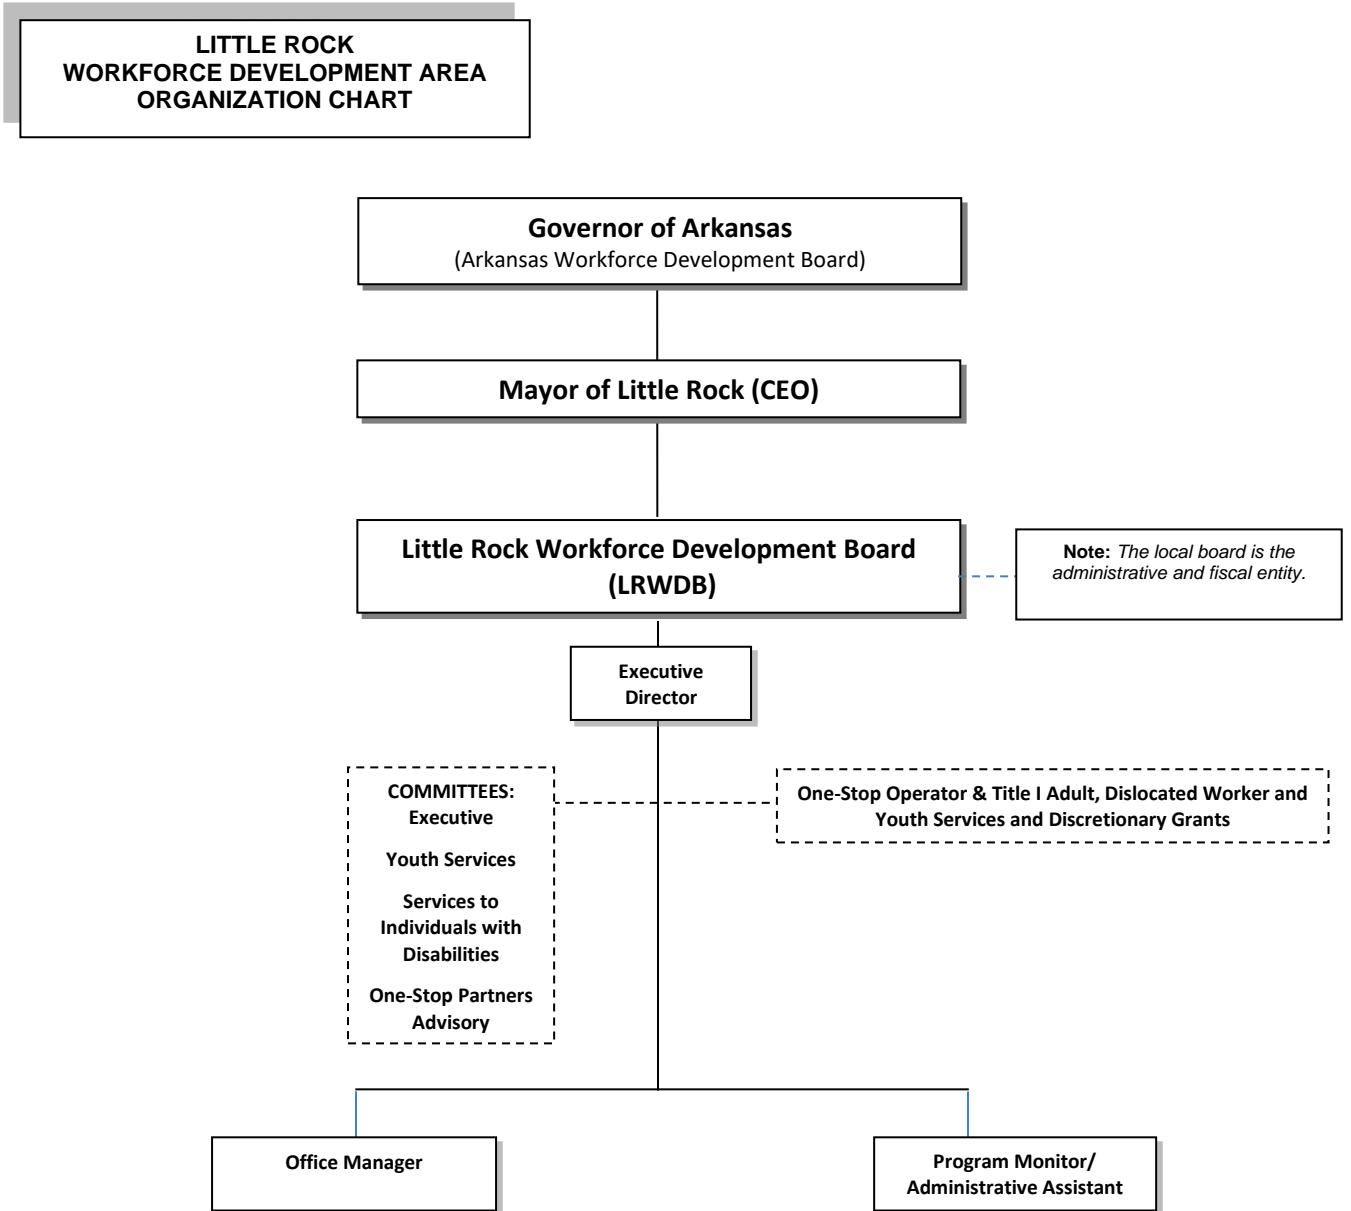 LITTLE ROCK
WORKFORCE DEVELOPMENT AREA
ORGANIZATION CHART
Governor of Arkansas
(Arkansas Workforce Development Board)
Mayor of Little Rock (CEO)
Little Rock Workforce Development Board
(LRWDB)
Note: The local board is the
administrative and fiscal entity.
Executive
Director
COMMITTEES:
Executive
Youth Services
Services to
Individuals with
Disabilities
One-Stop Partners
Advisory
One-Stop Operator & Title I Adult, Dislocated Worker and
Youth Services and Discretionary Grants
Office Manager
Program Monitor/
Administrative Assistant